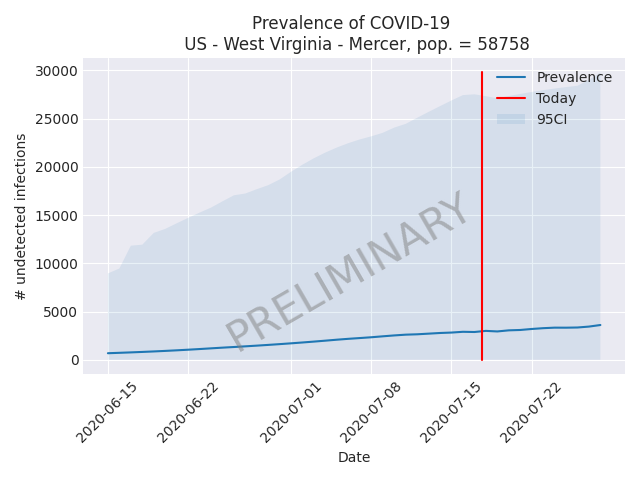 Prevalence of COVID-19
US - West Virginia - Mercer, pop. = 58758
30000
25000
20000
15000
10000
5000
0
# undetected infections
Prevalence
Today
95CI
PRELIMINARY
2020-06-15
2020-06-22
2020-07-01
2020-07-08
2020-07-15
2020-07-22
Date